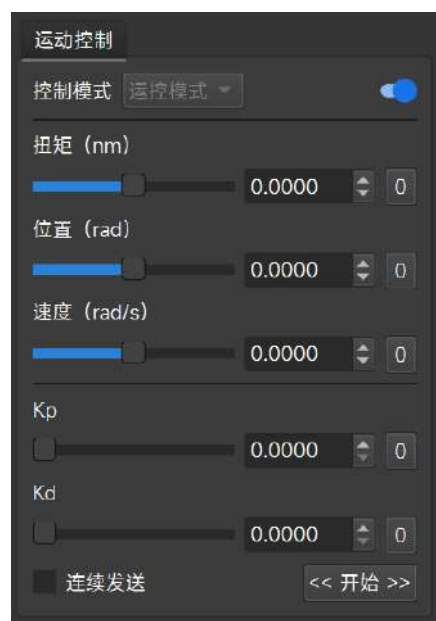 运动控制
控制模式 运控模式
扭矩（nm）
0.0000 0
位置（rad）
0.0000 0
速度（rad/s）
0.0000 0
Kp
0.0000 0
Kd
0.0000 0
连续发送 << 开始 >>